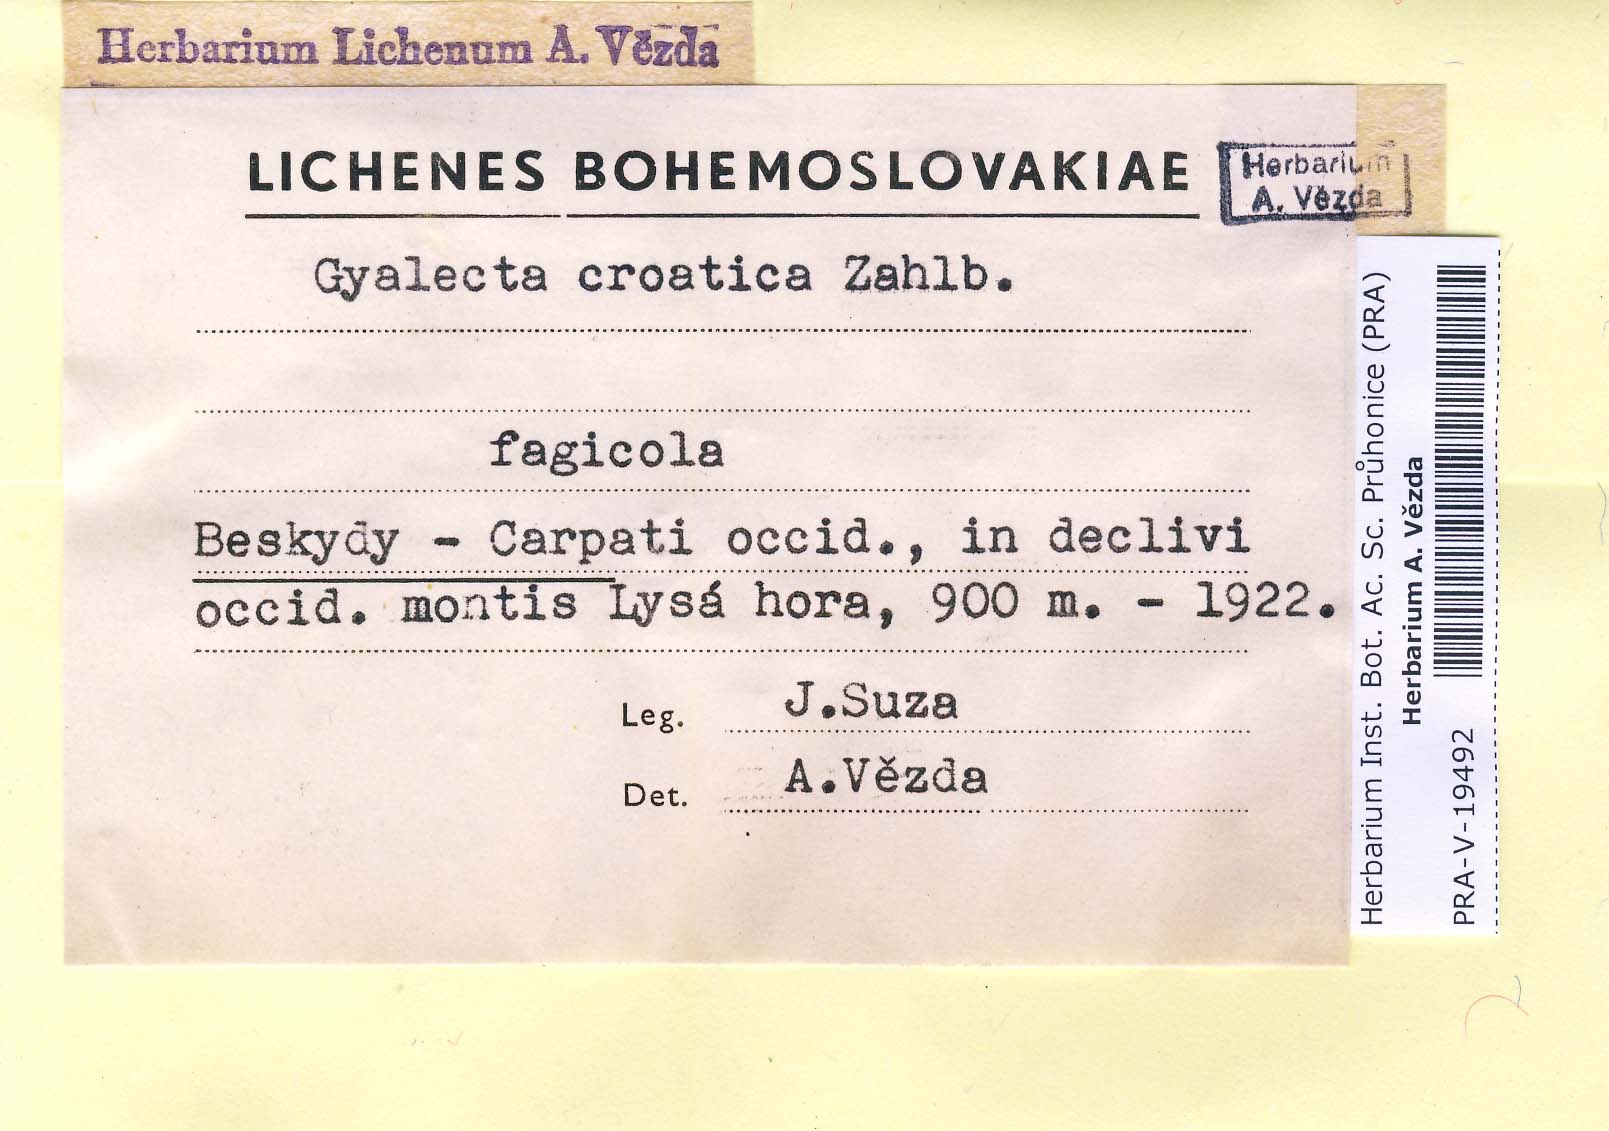 Herbarium Lichenum A. Vězda
LICHENES BOHEMOSLOVAKIAE
Herbarium
A. Vězda
Gyalecta croatica Zahlb.
fagicola
Beskydy - Carpati occid., in declivi
occid. montis Lysá hora, 900 m. - 1922.
Leg. J.Suza
Det. A.Vězda
Herbarium Inst. Bot. Ac. Sc. Průhonice (PRA)
Herbarium A. Vězda
PRA-V-19492